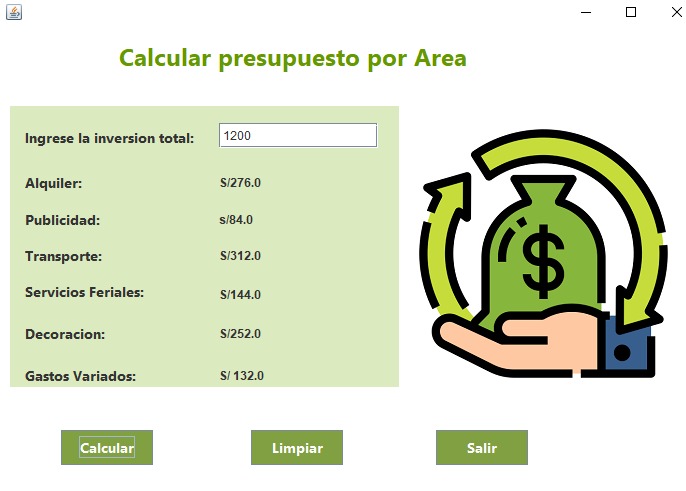 Calcular presupuesto por Area
Ingrese la inversion total: 1200
Alquiler: S/276.0
Publicidad: s/84.0
Transporte: S/312.0
Servicios Feriales: S/144.0
Decoracion: S/252.0
Gastos Variados: S/ 132.0
$
Calcular Limpiar Salir